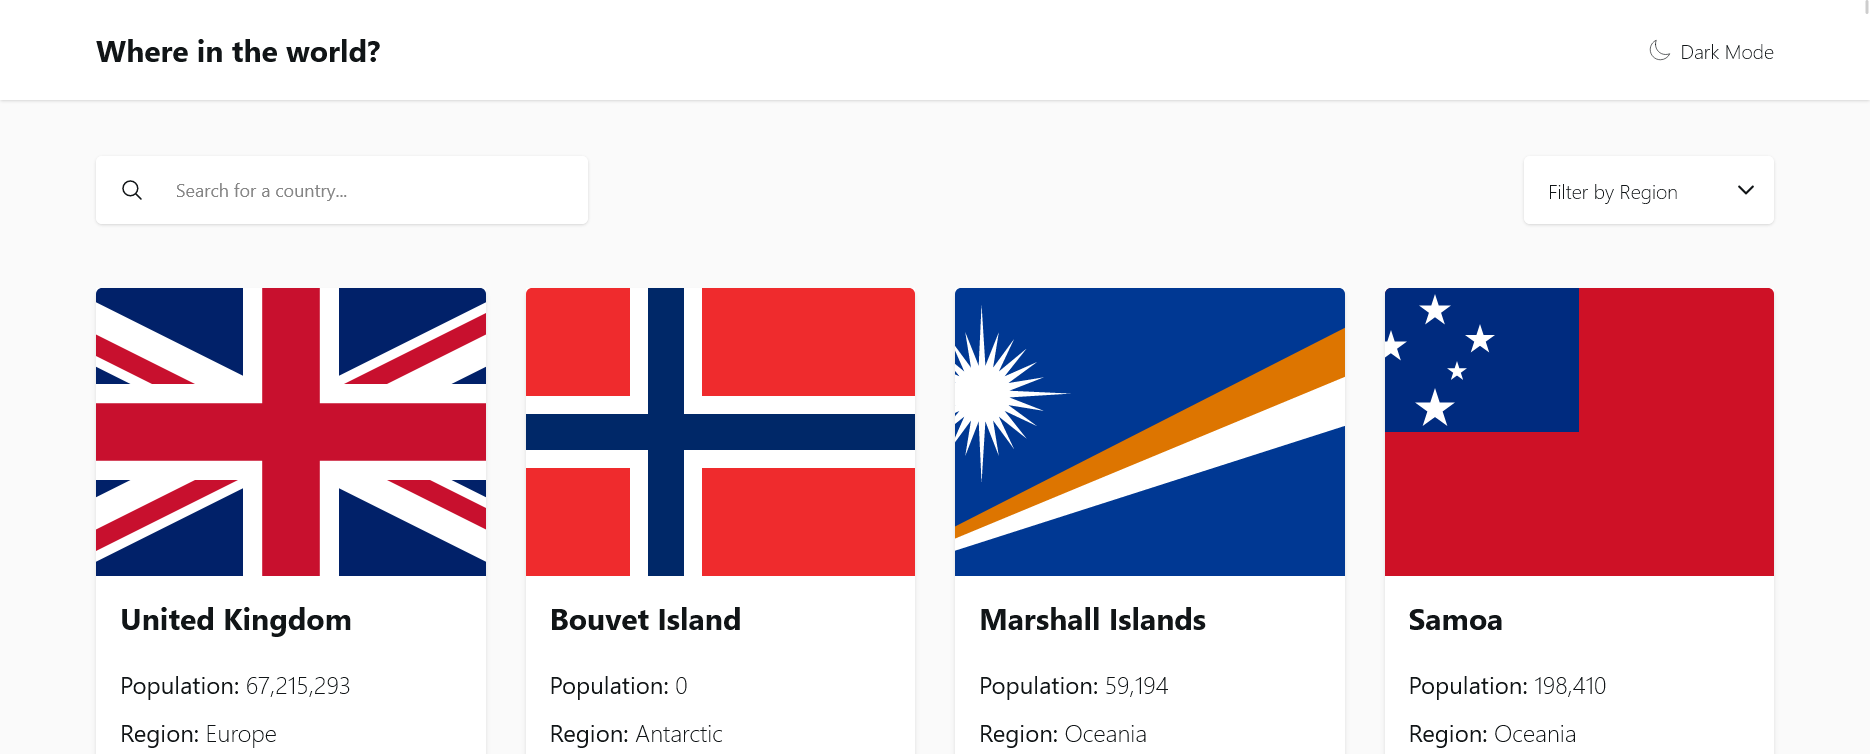 Where in the world?
Dark Mode
Search for a country...
Filter by Region
United Kingdom
Population: 67,215,293
Region: Europe
Bouvet Island
Population: 0
Region: Antarctic
Marshall Islands
Population: 59,194
Region: Oceania
Samoa
Population: 198,410
Region: Oceania